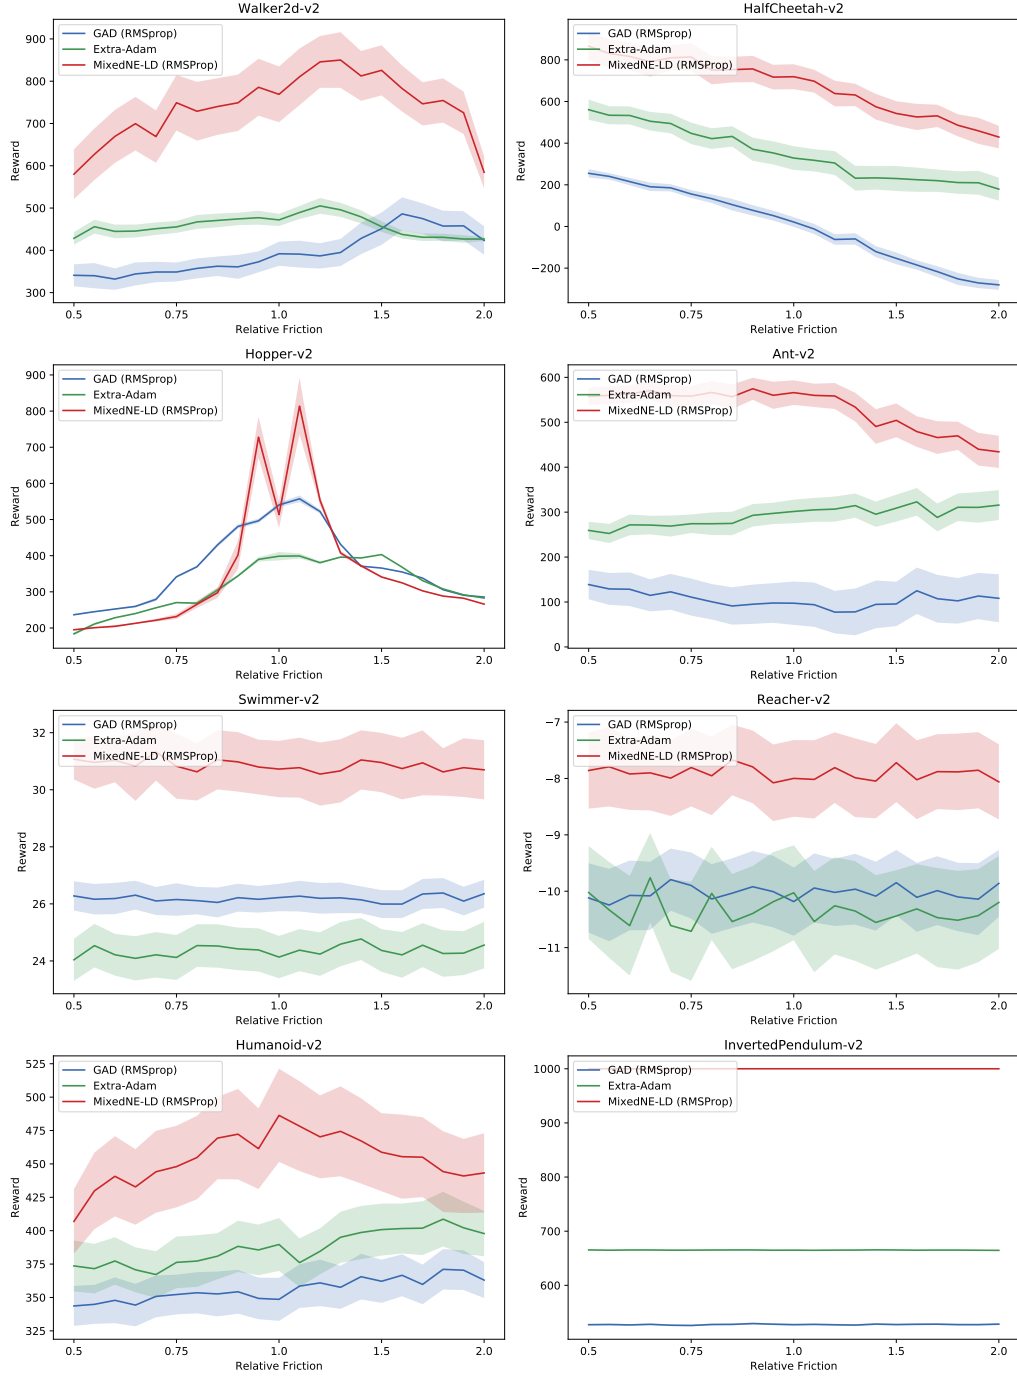 Walker2d-v2
GAD (RMSprop)
Extra-Adam
MixedNE-LD (RMSProp)
900
800
700
600
500
400
300
Reward
0.5 0.75 1.0 1.5 2.0
Relative Friction
HalfCheetah-v2
GAD (RMSprop)
Extra-Adam
MixedNE-LD (RMSProp)
800
600
400
200
0
−200
Reward
0.5 0.75 1.0 1.5 2.0
Relative Friction
Hopper-v2
GAD (RMSprop)
Extra-Adam
MixedNE-LD (RMSProp)
900
800
700
600
500
400
300
200
Reward
0.5 0.75 1.0 1.5 2.0
Relative Friction
Ant-v2
GAD (RMSprop)
Extra-Adam
MixedNE-LD (RMSProp)
600
500
400
300
200
100
0
Reward
0.5 0.75 1.0 1.5 2.0
Relative Friction
Swimmer-v2
GAD (RMSprop)
Extra-Adam
MixedNE-LD (RMSProp)
32
30
28
26
24
Reward
0.5 0.75 1.0 1.5 2.0
Relative Friction
Reacher-v2
GAD (RMSprop)
Extra-Adam
MixedNE-LD (RMSProp)
−7
−8
−9
−10
−11
Reward
0.5 0.75 1.0 1.5 2.0
Relative Friction
Humanoid-v2
GAD (RMSprop)
Extra-Adam
MixedNE-LD (RMSProp)
525
500
475
450
425
400
375
350
325
Reward
0.5 0.75 1.0 1.5 2.0
Relative Friction
InvertedPendulum-v2
GAD (RMSprop)
Extra-Adam
MixedNE-LD (RMSProp)
1000
900
800
700
600
Reward
0.5 0.75 1.0 1.5 2.0
Relative Friction